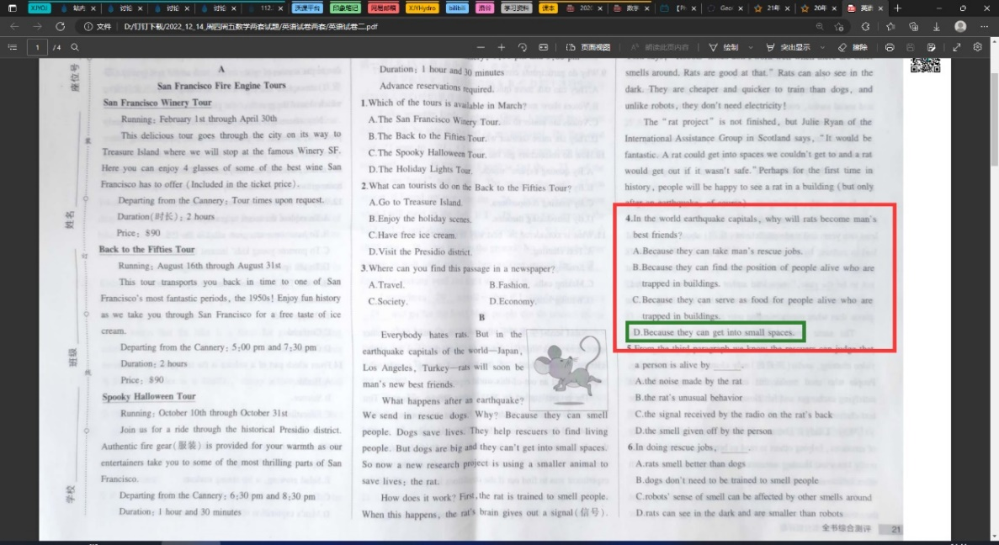 XJYOJ
站内
讨论
讨论
讨论
112.
沃课平台
印象笔记
网易邮箱
XJYHydro
bilibili
洛谷
学习资料
课本
202
数学
Geo
21年
20年
英语
文件 D:/钉钉下载/2022_12_14_周四周五数学两套试题/英语试卷两套/英语试卷二.pdf
1 /4
页面视图
朗读此页内容
绘制
突出显示
擦除
座位号
姓名
班级
学校
A
San Francisco Fire Engine Tours
San Francisco Winery Tour
Running: February 1st through April 30th
This delicious tour goes through the city on its way to
Treasure Island where we will stop at the famous Winery SF.
Here you can enjoy 4 glasses of some of the best wine San
Francisco has to offer (Included in the ticket price).
Departing from the Cannery: Tour times upon request.
Duration(时长): 2 hours
Price: $90
Back to the Fifties Tour
Running: August 16th through August 31st
This tour transports you back in time to one of San
Francisco's most fantastic periods, the 1950s! Enjoy fun history
as we take you through San Francisco for a free taste of ice
cream.
Departing from the Cannery: 5:00 pm and 7:30 pm
Duration: 2 hours
Price: $90
Spooky Halloween Tour
Running: October 10th through October 31st
Join us for a ride through the historical Presidio district.
Authentic fire gear(服装) is provided for your warmth as our
entertainers take you to some of the most thrilling parts of San
Francisco.
Departing from the Cannery: 6:30 pm and 8:30 pm
Duration: 1 hour and 30 minutes
Duration: 1 hour and 30 minutes
Advance reservations required.
1.Which of the tours is available in March?
A.The San Francisco Winery Tour.
B.The Back to the Fifties Tour.
C.The Spooky Halloween Tour.
D.The Holiday Lights Tour.
2.What can tourists do on the Back to the Fifties Tour?
A.Go to Treasure Island.
B.Enjoy the holiday scenes.
C.Have free ice cream.
D.Visit the Presidio district.
3.Where can you find this passage in a newspaper?
A.Travel. B.Fashion.
C.Society. D.Economy.
B
Everybody hates rats. But in the
earthquake capitals of the world—Japan,
Los Angeles, Turkey—rats will soon be
man's new best friends.
What happens after an earthquake?
We send in rescue dogs. Why? Because they can smell
people. Dogs save lives. They help rescuers to find living
people. But dogs are big and they can't get into small spaces.
So now a new research project is using a smaller animal to
save lives: the rat.
How does it work? First, the rat is trained to smell people.
When this happens, the rat's brain gives out a signal(信号).
smells around. Rats are good at that." Rats can also see in the
dark. They are cheaper and quicker to train than dogs, and
unlike robots, they don't need electricity!
The "rat project" is not finished, but Julie Ryan of the
International Assistance Group in Scotland says, "It would be
fantastic. A rat could get into spaces we couldn't get to and a rat
would get out if it wasn't safe." Perhaps for the first time in
history, people will be happy to see a rat in a building (but only
after an earthquake, of course).
4.In the world earthquake capitals, why will rats become man's
best friends?
A.Because they can take man's rescue jobs.
B.Because they can find the position of people alive who are
trapped in buildings.
C.Because they can serve as food for people alive who are
trapped in buildings.
D.Because they can get into small spaces.
5.From the third paragraph we know the rescuers can judge that
a person is alive by ____.
A.the noise made by the rat
B.the rat's unusual behavior
C.the signal received by the radio on the rat's back
D.the smell given off by the person
6.In doing rescue jobs, ____.
A.rats smell better than dogs
B.dogs don't need to be trained to smell people
C.robots' sense of smell can be affected by other smells around
D.rats can see in the dark and are smaller than robots
全书综合测评 21